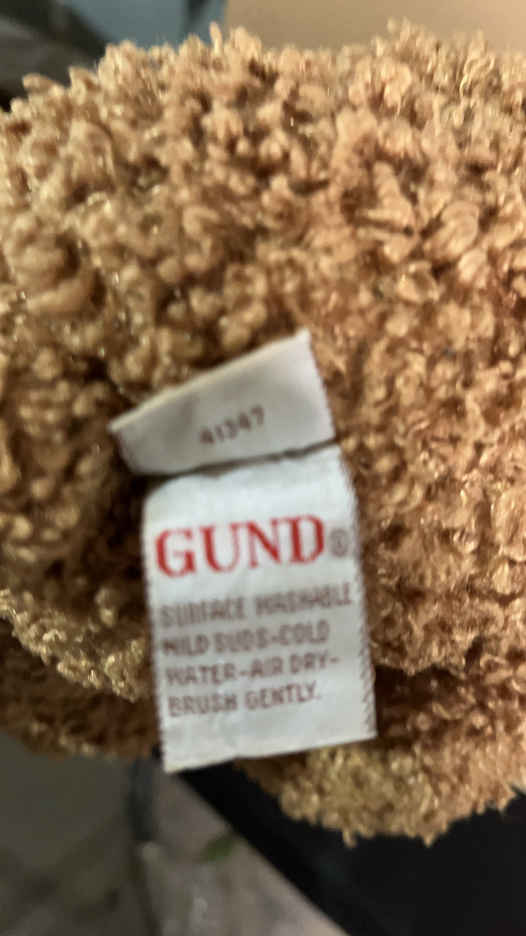 41347
GUND®
SURFACE WASHABLE
MILD SUDS-COLD
WATER-AIR DRY-
BRUSH GENTLY.